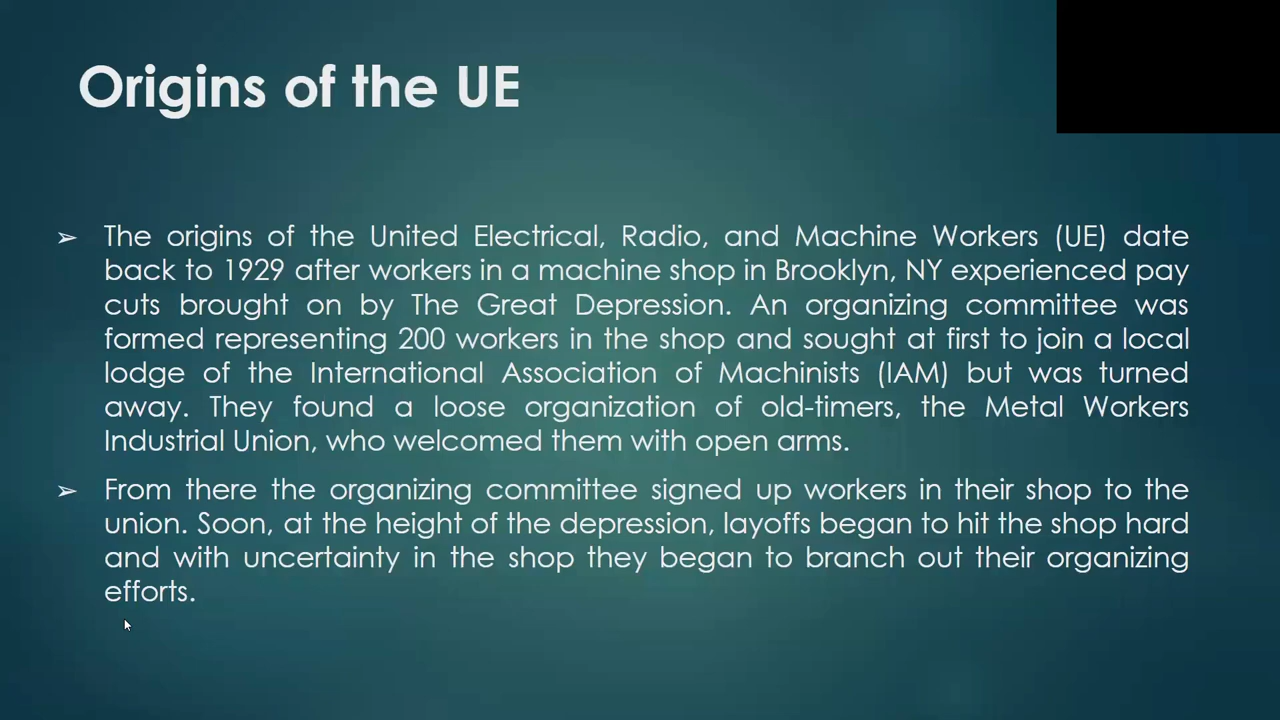 Origins of the UE
➢ The origins of the United Electrical, Radio, and Machine Workers (UE) date
back to 1929 after workers in a machine shop in Brooklyn, NY experienced pay
cuts brought on by The Great Depression. An organizing committee was
formed representing 200 workers in the shop and sought at first to join a local
lodge of the International Association of Machinists (IAM) but was turned
away. They found a loose organization of old-timers, the Metal Workers
Industrial Union, who welcomed them with open arms.
➢ From there the organizing committee signed up workers in their shop to the
union. Soon, at the height of the depression, layoffs began to hit the shop hard
and with uncertainty in the shop they began to branch out their organizing
efforts.